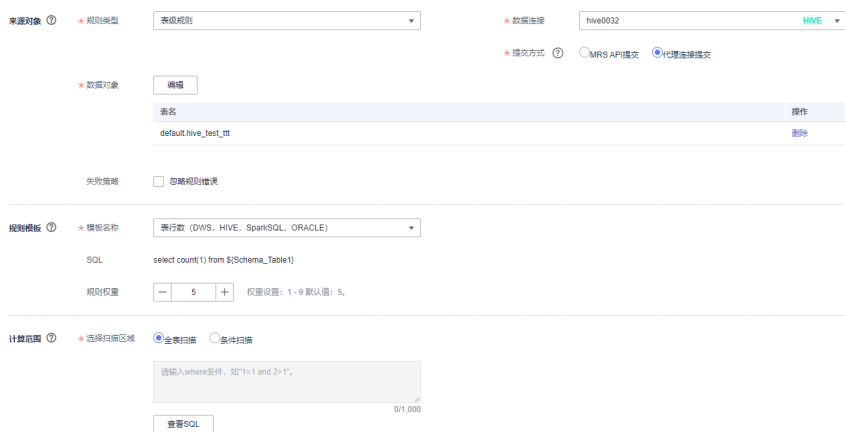 来源对象 ? * 规则类型 表级规则 * 数据连接 hive0032 HIVE
* 提交方式 ? MRS API提交 代理连接提交
* 数据对象 编辑
表名 操作
default.hive_test_ttt 删除
失败策略 忽略规则错误
规则模板 ? * 模板名称 表行数（DWS，HIVE，SparkSQL，ORACLE）
SQL select count(1) from ${Schema_Table1}
规则权重 — 5 + 权重设置：1 - 9 默认值：5。
计算范围 ? * 选择扫描区域 全表扫描 条件扫描
请输入where条件，如"1=1 and 2>1"。
0/1,000
查看SQL